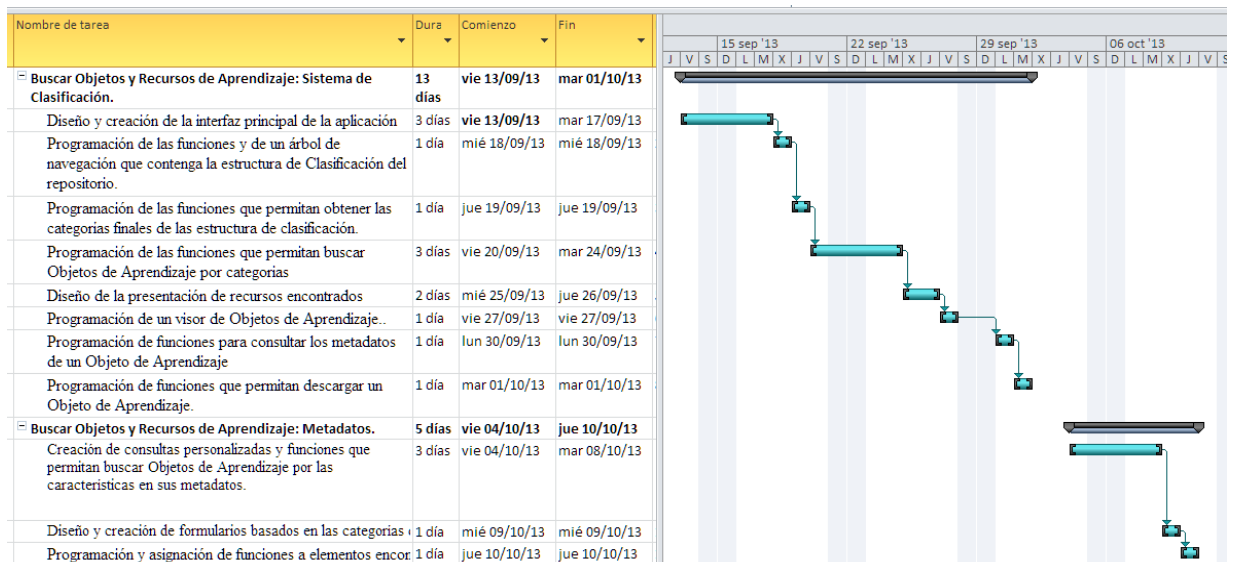 Nombre de tarea Dura Comienzo Fin
15 sep '13 22 sep '13 29 sep '13 06 oct '13
J V S D L M X J V S D L M X J V S D L M X J V S D L M X J V S
Buscar Objetos y Recursos de Aprendizaje: Sistema de 13 vie 13/09/13 mar 01/10/13
Clasificación. días
Diseño y creación de la interfaz principal de la aplicación 3 días vie 13/09/13 mar 17/09/13
Programación de las funciones y de un árbol de 1 día mié 18/09/13 mié 18/09/13
navegación que contenga la estructura de Clasificación del
repositorio.
Programación de las funciones que permitan obtener las 1 día jue 19/09/13 jue 19/09/13
categorias finales de las estructura de clasificación.
Programación de las funciones que permitan buscar 3 días vie 20/09/13 mar 24/09/13
Objetos de Aprendizaje por categorias
Diseño de la presentación de recursos encontrados 2 días mié 25/09/13 jue 26/09/13
Programación de un visor de Objetos de Aprendizaje.. 1 día vie 27/09/13 vie 27/09/13
Programación de funciones para consultar los metadatos 1 día lun 30/09/13 lun 30/09/13
de un Objeto de Aprendizaje
Programación de funciones que permitan descargar un 1 día mar 01/10/13 mar 01/10/13
Objeto de Aprendizaje.
Buscar Objetos y Recursos de Aprendizaje: Metadatos. 5 días vie 04/10/13 jue 10/10/13
Creación de consultas personalizadas y funciones que 3 días vie 04/10/13 mar 08/10/13
permitan buscar Objetos de Aprendizaje por las
caracteristicas en sus metadatos.
Diseño y creación de formularios basados en las categorias 1 día mié 09/10/13 mié 09/10/13
Programación y asignación de funciones a elementos encon 1 día jue 10/10/13 jue 10/10/13